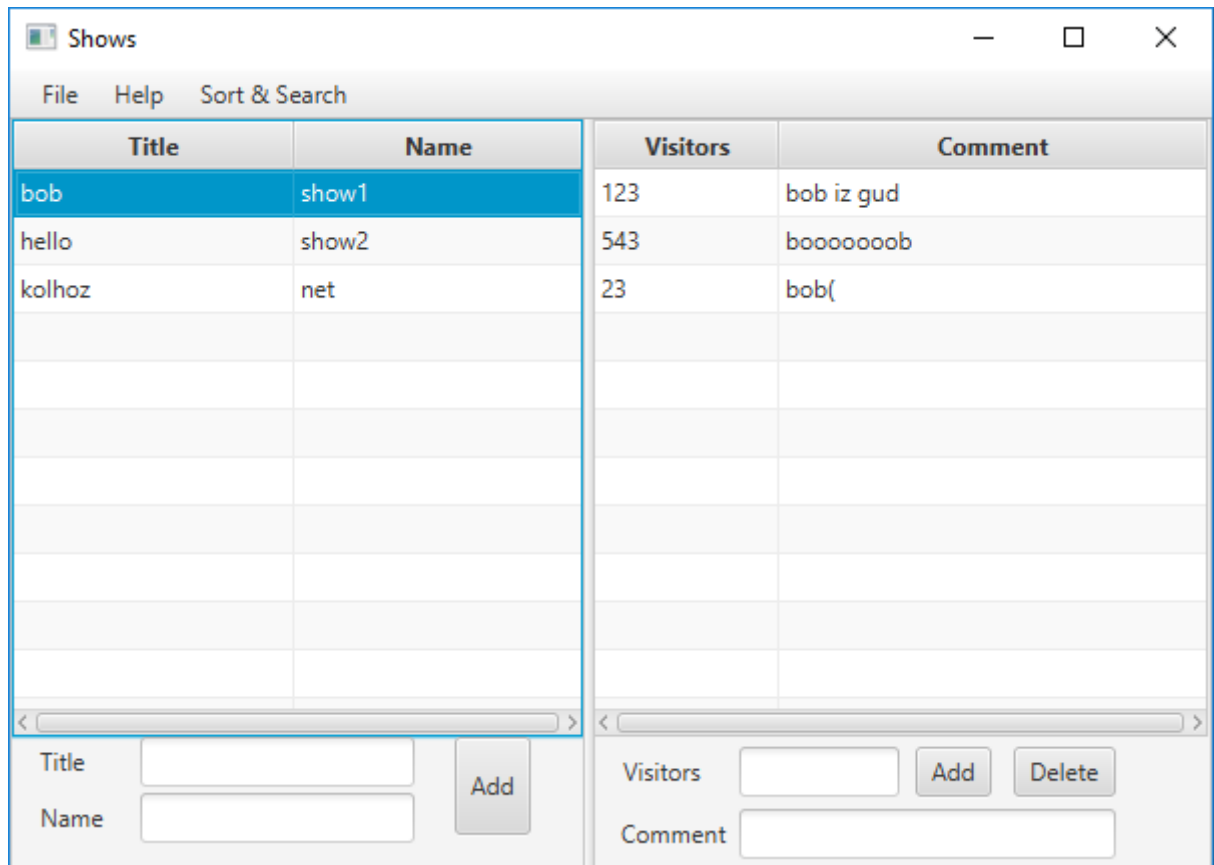 Shows
File Help Sort & Search
Title Name Visitors Comment
bob show1 123 bob iz gud
hello show2 543 boooooooob
kolhoz net 23 bob(
Title Add Visitors Add Delete
Name Comment